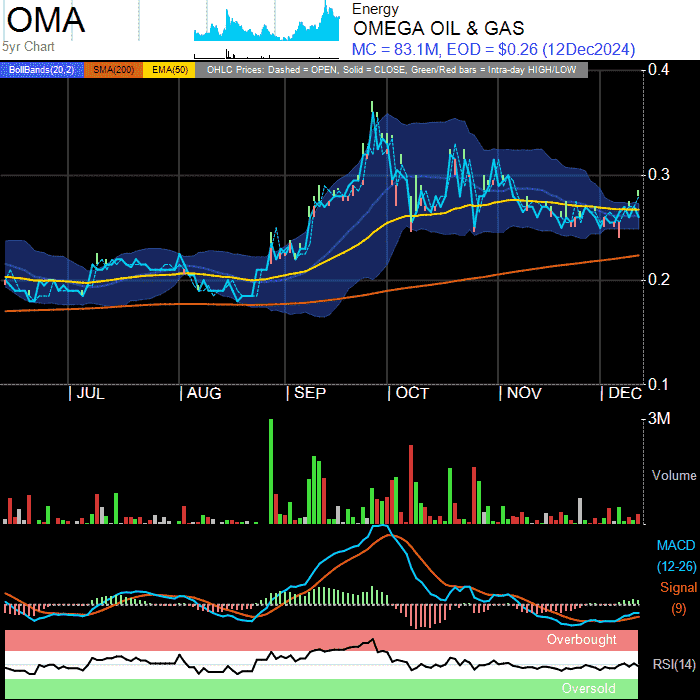 OMA
5yr Chart
Energy
OMEGA OIL & GAS
MC = 83.1M, EOD = $0.26 (12Dec2024)
BollBands(20,2) SMA(200) EMA(50) OHLC Prices: Dashed = OPEN, Solid = CLOSE, Green/Red bars = Intra-day HIGH/LOW
0.4
0.3
0.2
0.1
JUL AUG SEP OCT NOV DEC
3M
Volume
MACD
(12-26)
Signal
(9)
Overbought
RSI(14)
Oversold